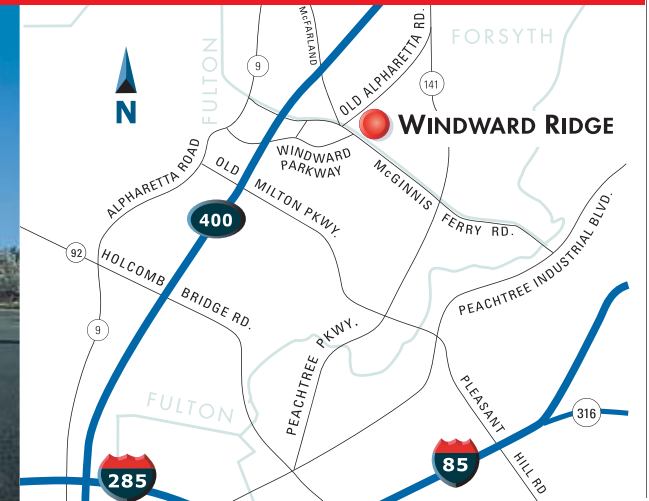 FORSYTH
FULTON
McFARLAND
OLD ALPHARETTA RD.
9
141
N
WINDWARD RIDGE
WINDWARD
PARKWAY
ALPHARETTA ROAD
OLD MILTON PKWY.
McGINNIS FERRY RD.
400
92
HOLCOMB BRIDGE RD.
PEACHTREE INDUSTRIAL BLVD.
9
PEACHTREE PKWY.
FULTON
PLEASANT HILL RD
316
285
85